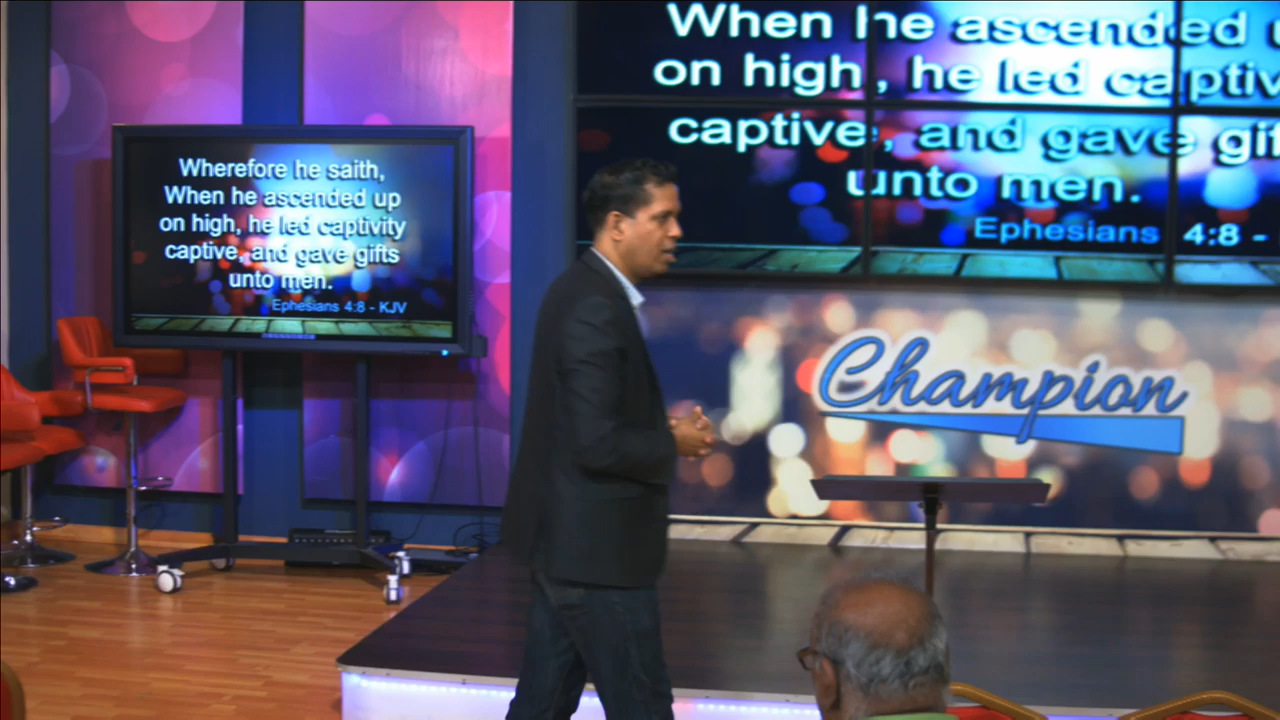 Wherefore he saith,
When he ascended up
on high, he led captivity
captive, and gave gifts
unto men.
Ephesians 4:8 - KJV
When he ascended
on high, he led captiv
captive, and gave gif
unto men.
Ephesians 4:8 -
Champion